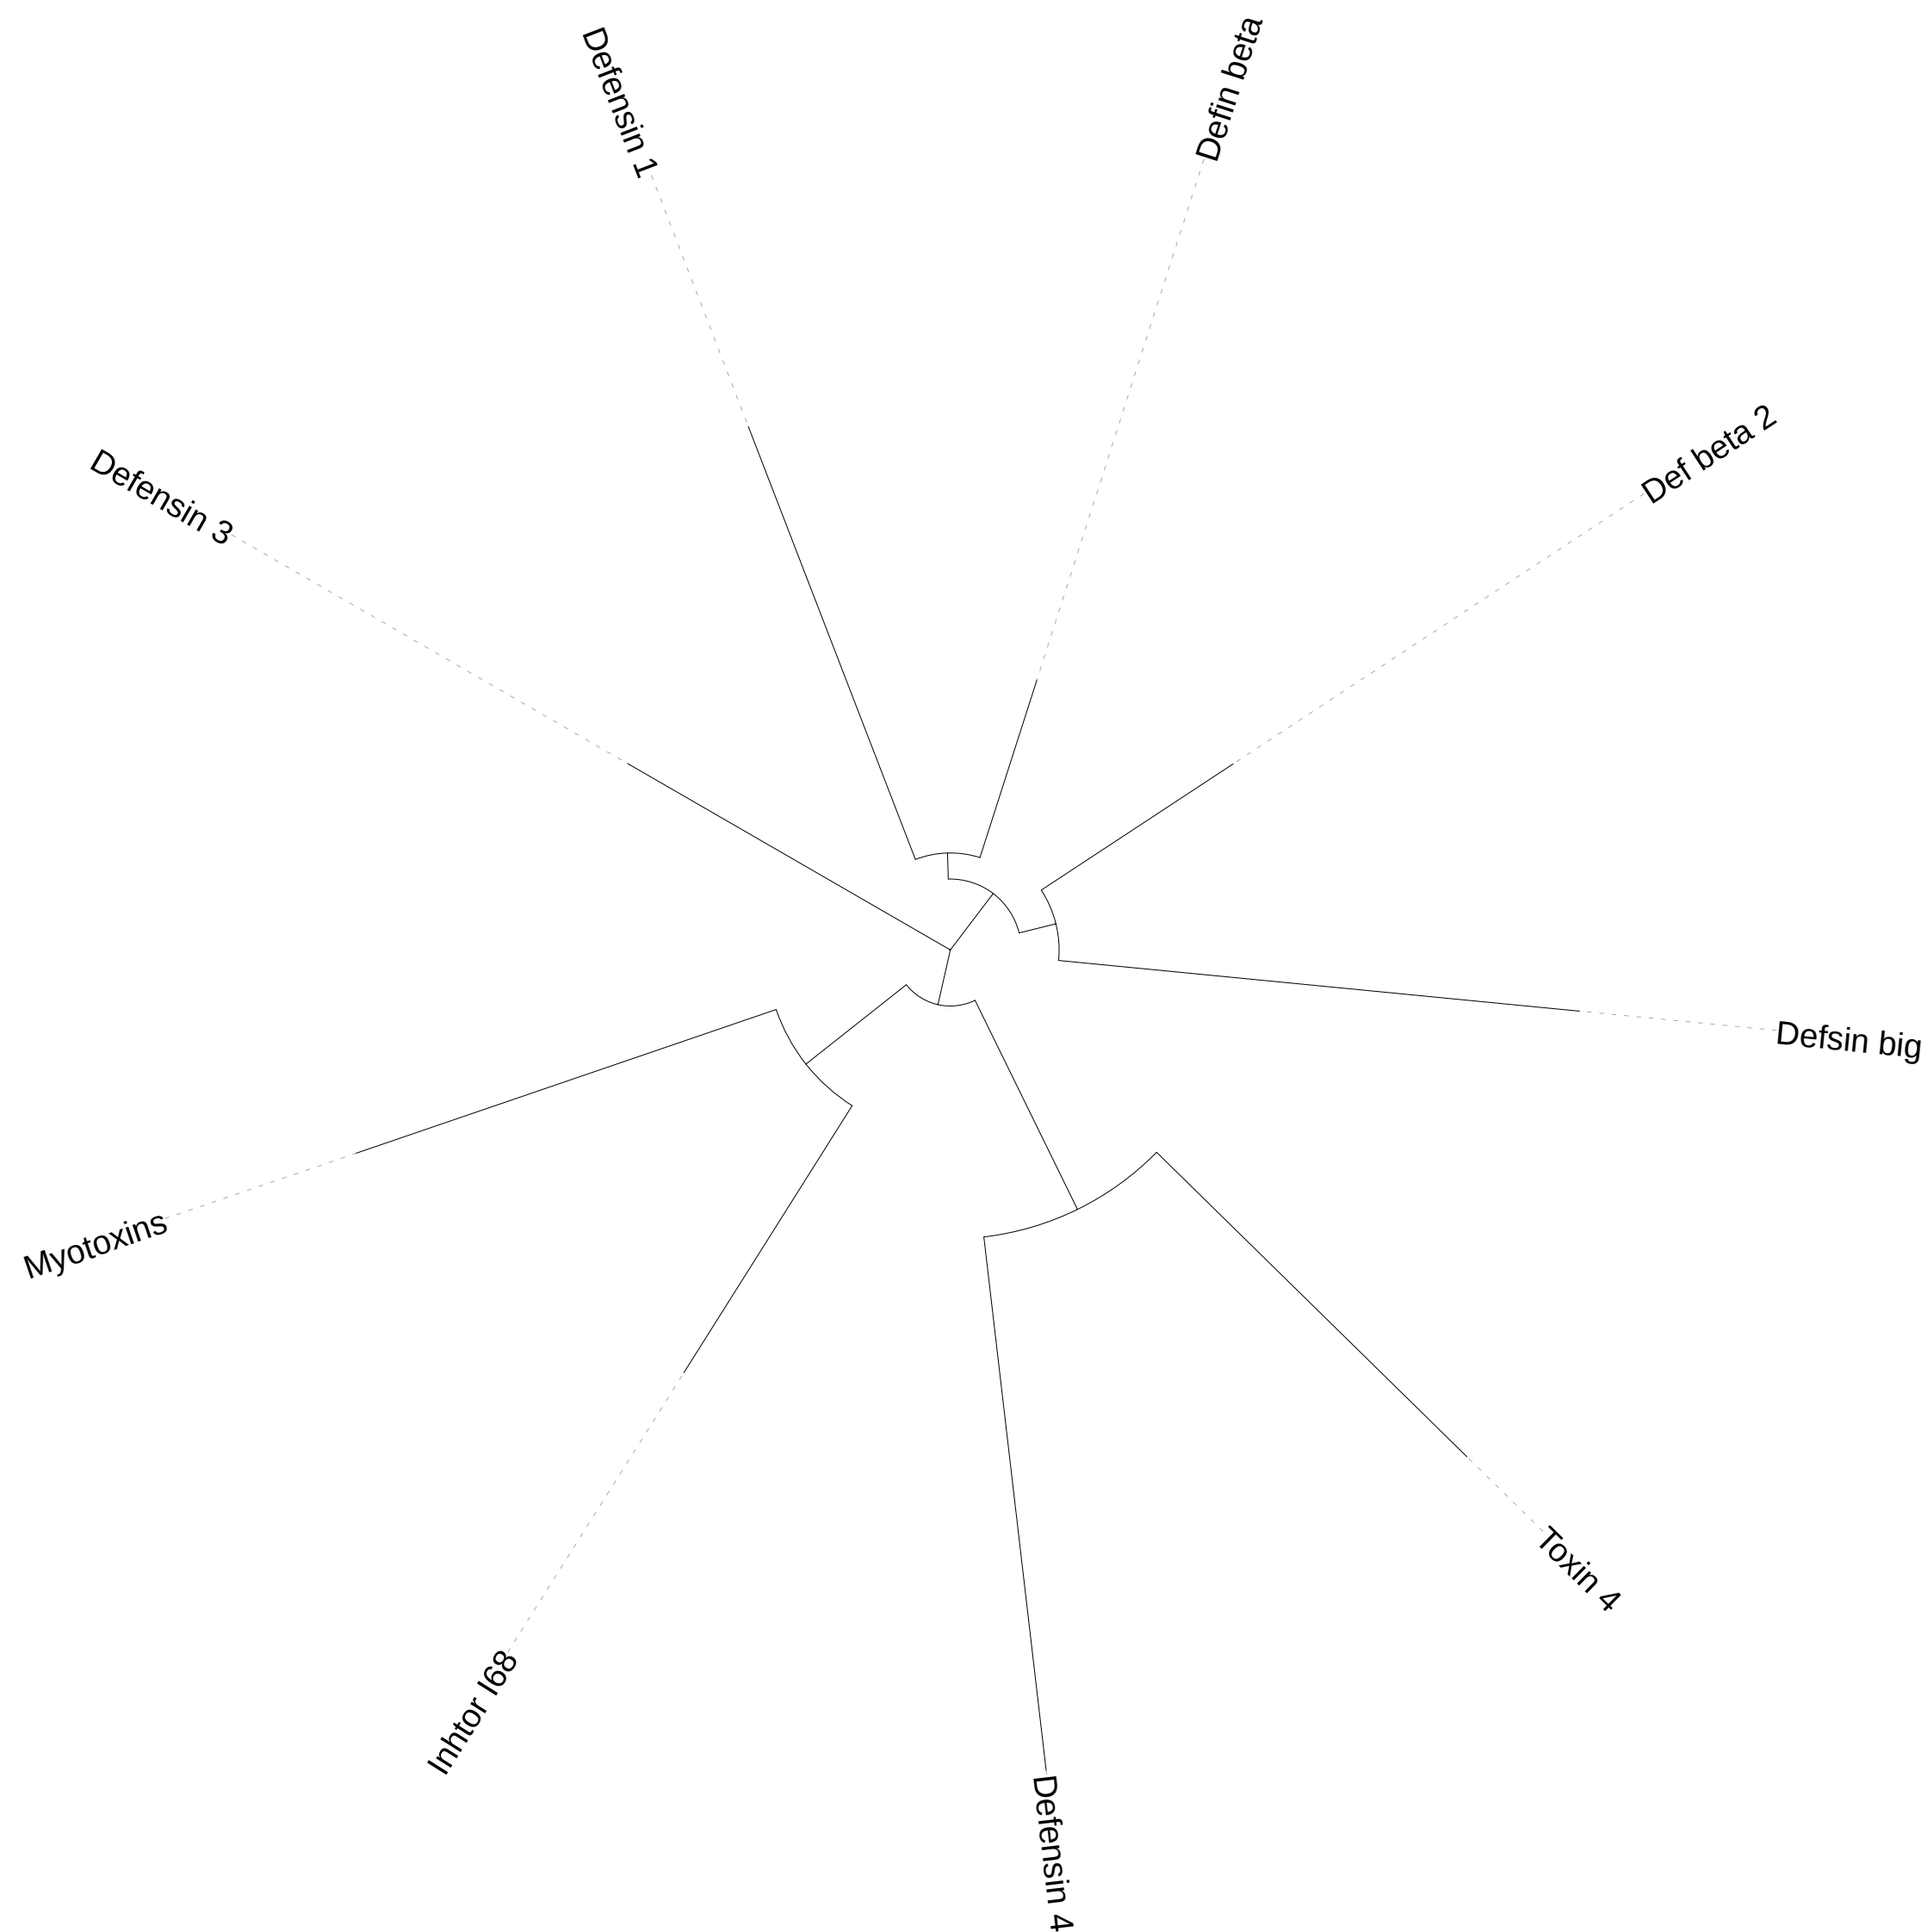 Defensin 1
Defin beta
Def beta 2
Defensin 3
Defsin big
Myotoxins
Toxin 4
Inhtor I68
Defensin 4